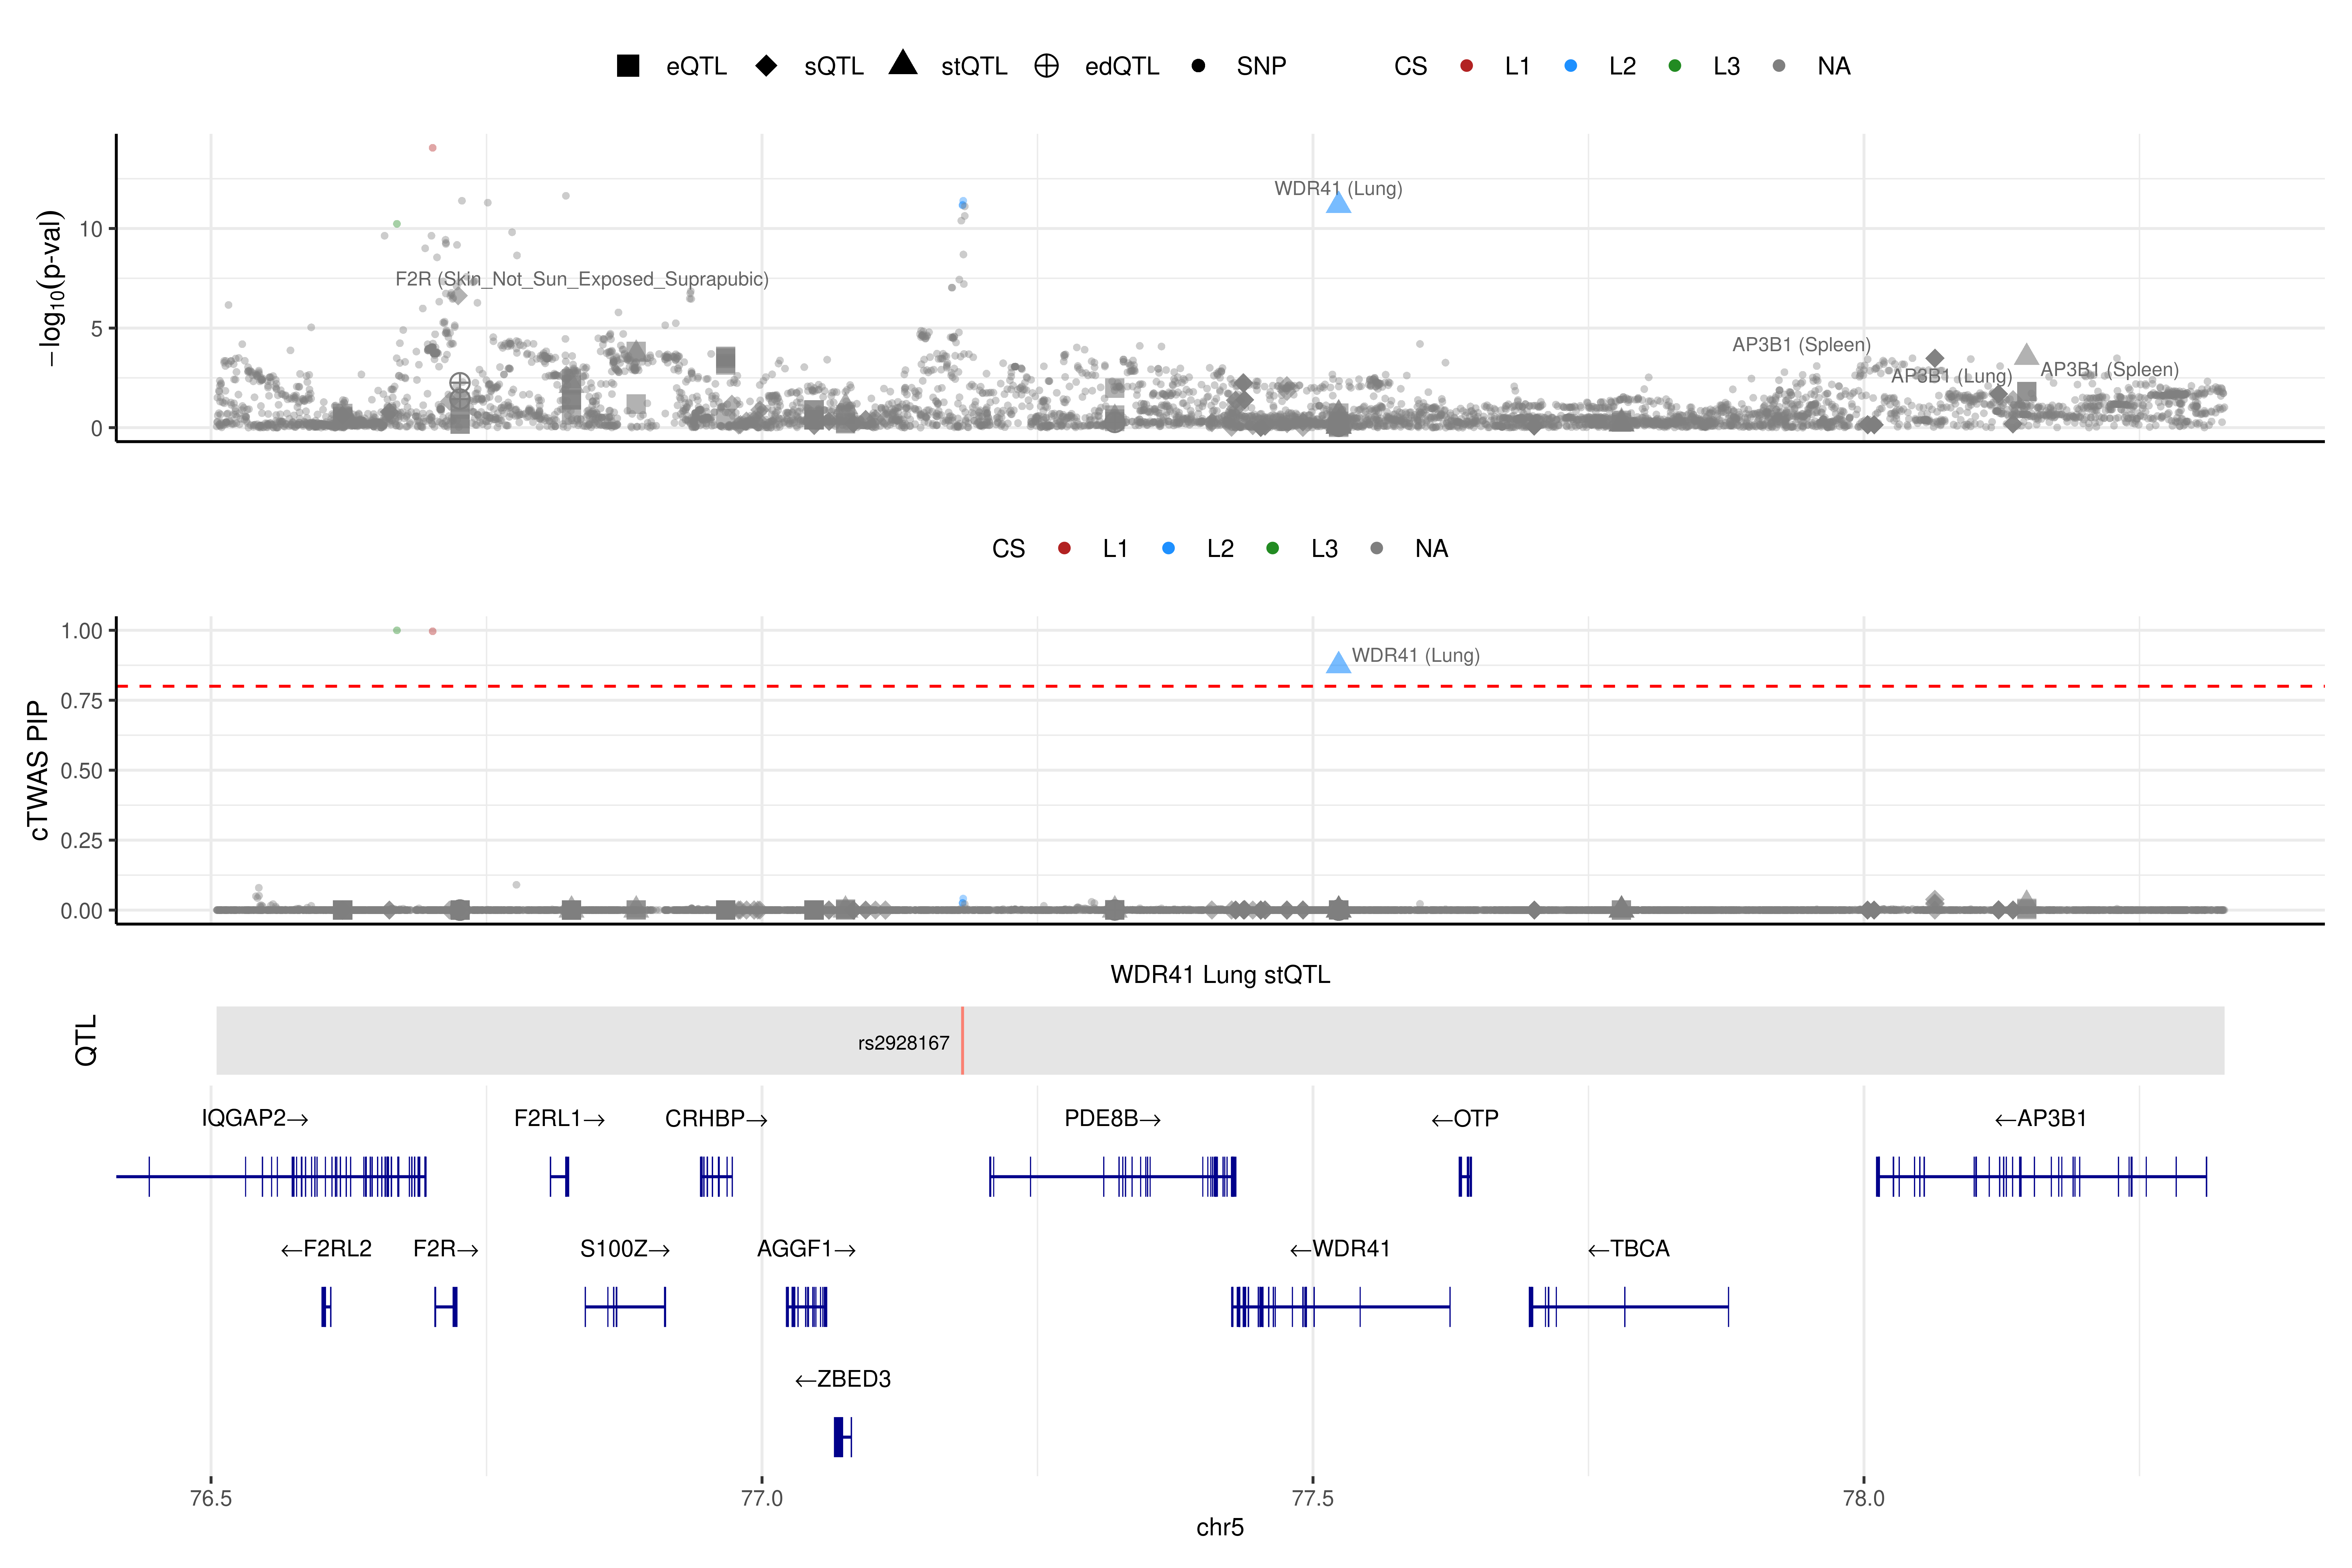 eQTL sQTL stQTL edQTL SNP CS L1 L2 L3 NA
−log10(p-val)
10
5
0
WDR41 (Lung)
F2R (Skin_Not_Sun_Exposed_Suprapubic)
AP3B1 (Spleen)
AP3B1 (Lung)
AP3B1 (Spleen)
CS L1 L2 L3 NA
cTWAS PIP
1.00
0.75
0.50
0.25
0.00
WDR41 (Lung)
WDR41 Lung stQTL
QTL
rs2928167
IQGAP2→ F2RL1→ CRHBP→ PDE8B→ ←OTP ←AP3B1
←F2RL2 F2R→ S100Z→ AGGF1→ ←WDR41 ←TBCA
←ZBED3
76.5 77.0 77.5 78.0
chr5